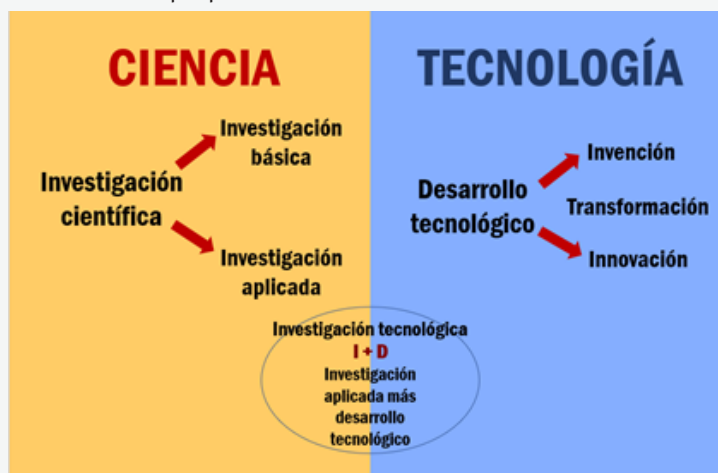 CIENCIA
TECNOLOGÍA
Investigación
básica
Investigación
científica
Investigación
aplicada
Invención
Desarrollo
tecnológico
Transformación
Innovación
Investigación tecnológica
I + D
Investigación
aplicada más
desarrollo
tecnológico